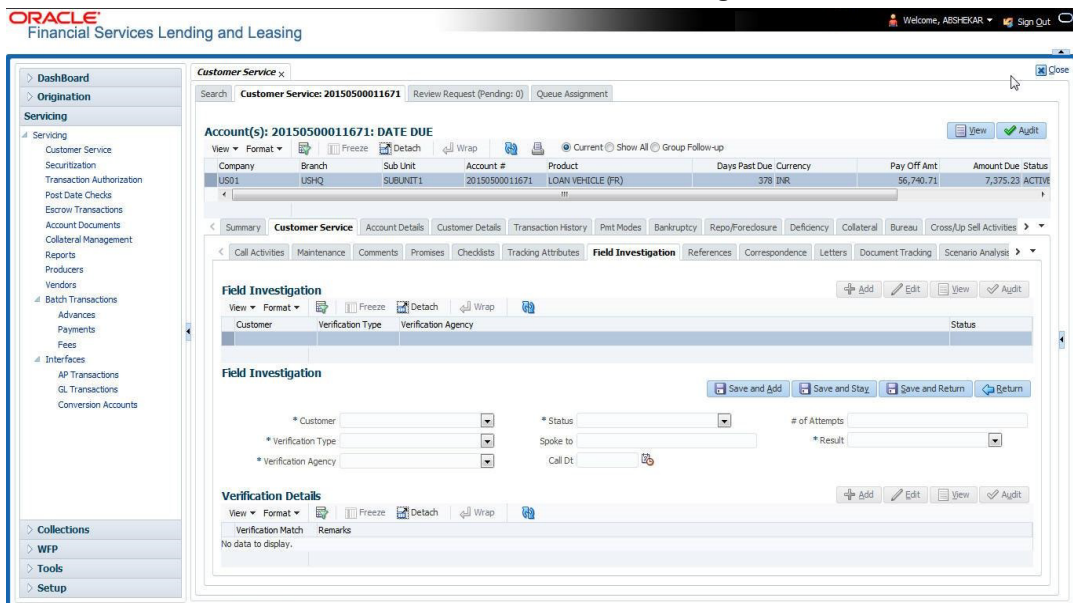 ORACLE
Financial Services Lending and Leasing
Welcome, ABSHEKAR Sign Out
Close
DashBoard
Origination
Servicing
Servicing
Customer Service
Securitization
Transaction Authorization
Post Date Checks
Escrow Transactions
Account Documents
Collateral Management
Reports
Producers
Vendors
Batch Transactions
Advances
Payments
Fees
Interfaces
AP Transactions
GL Transactions
Conversion Accounts
Collections
WFP
Tools
Setup
Customer Service x
Search Customer Service: 20150500011671 Review Request (Pending: 0) Queue Assignment
Account(s): 20150500011671: DATE DUE
View Audit
View Format Freeze Detach Wrap Current Show All Group Follow-up
Company Branch Sub Unit Account # Product Days Past Due Currency Pay Off Amt Amount Due Status
US01 USHQ SUBUNIT1 20150500011671 LOAN VEHICLE (FR) 378 INR 56,740.71 7,375.23 ACTIVE
Summary Customer Service Account Details Customer Details Transaction History Pmt Modes Bankruptcy Repo/Foreclosure Deficiency Collateral Bureau Cross/Up Sell Activities
Call Activities Maintenance Comments Promises Checklists Tracking Attributes Field Investigation References Correspondence Letters Document Tracking Scenario Analysis
Field Investigation
Add Edit View Audit
View Format Freeze Detach Wrap
Customer Verification Type Verification Agency Status
Field Investigation
Save and Add Save and Stay Save and Return Return
* Customer * Status # of Attempts
* Verification Type Spoke to * Result
* Verification Agency Call Dt
Verification Details
Add Edit View Audit
View Format Freeze Detach Wrap
Verification Match Remarks
No data to display.